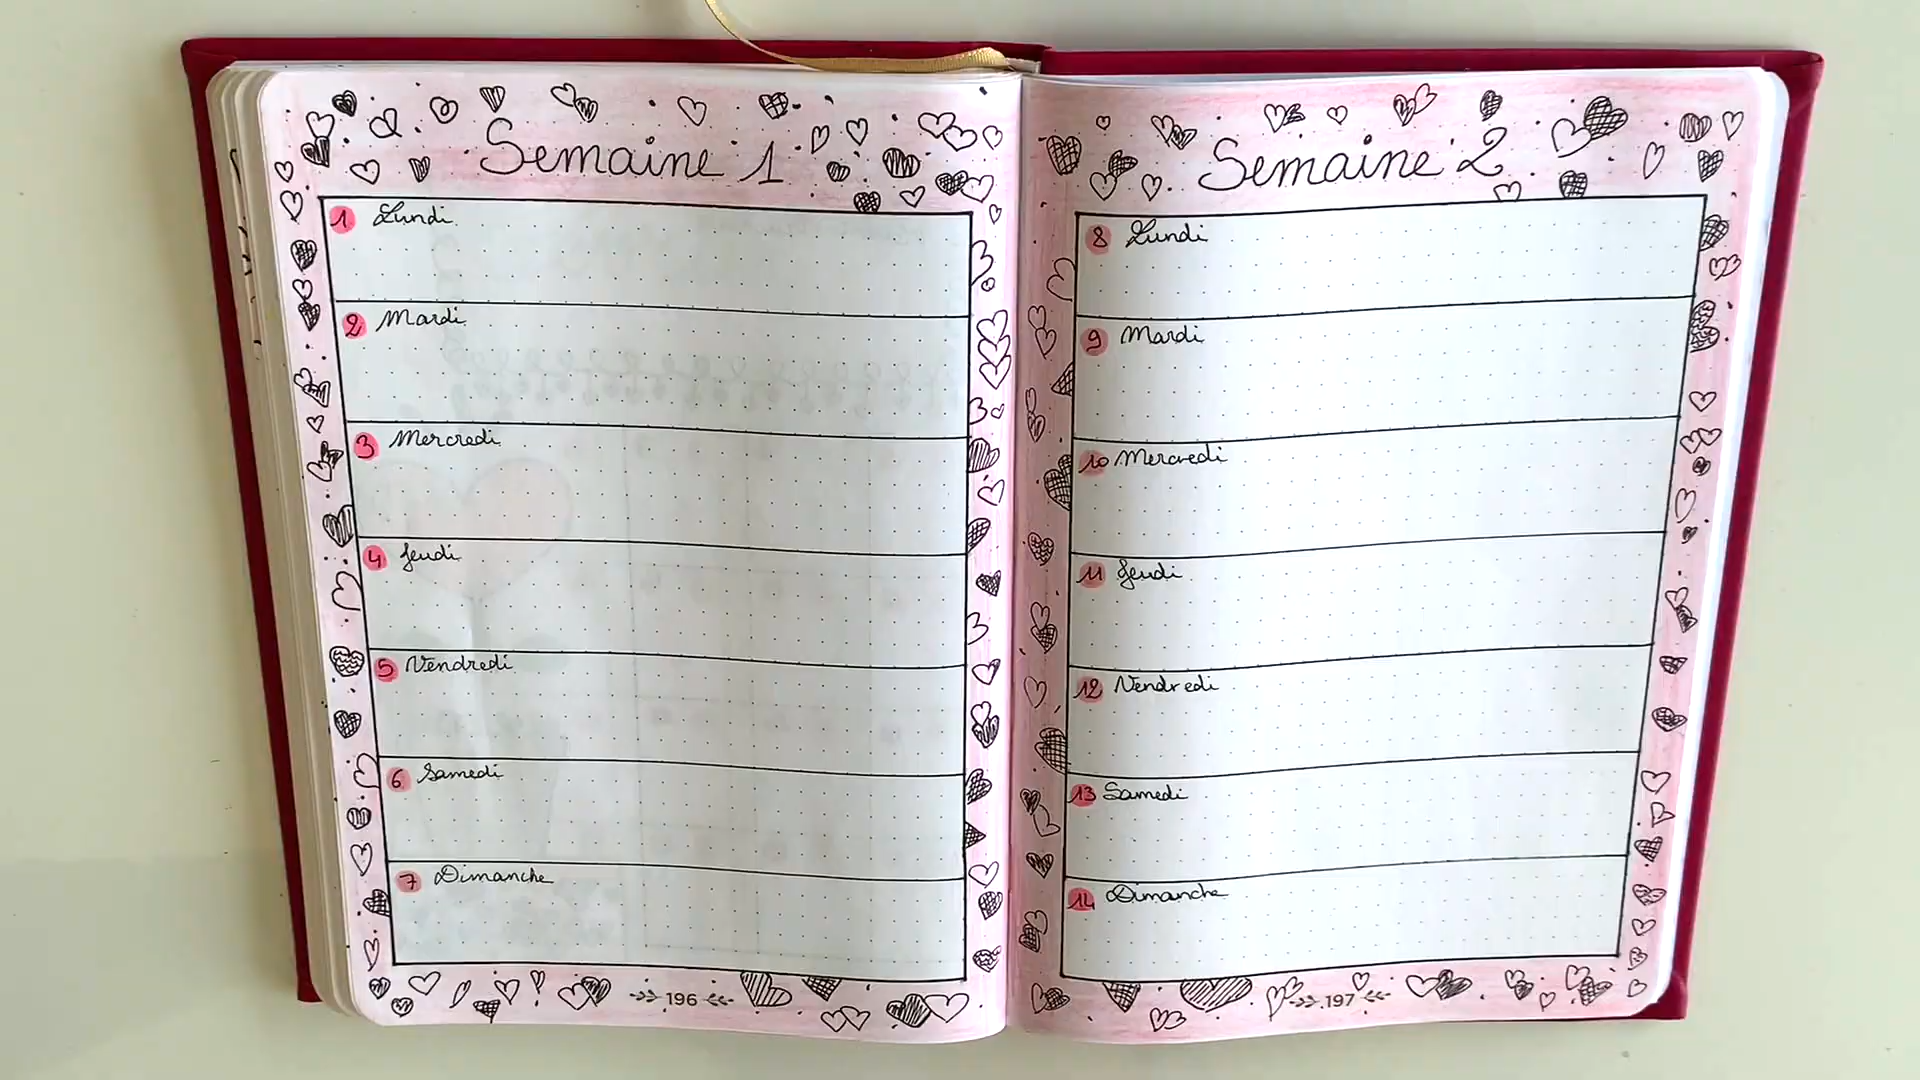 Semaine 1
1 Lundi
2 Mardi
3 Mercredi
4 Jeudi
5 Vendredi
6 Samedi
7 Dimanche
196
Semaine 2
8 Lundi
9 Mardi
10 Mercredi
11 Jeudi
12 Vendredi
13 Samedi
14 Dimanche
197